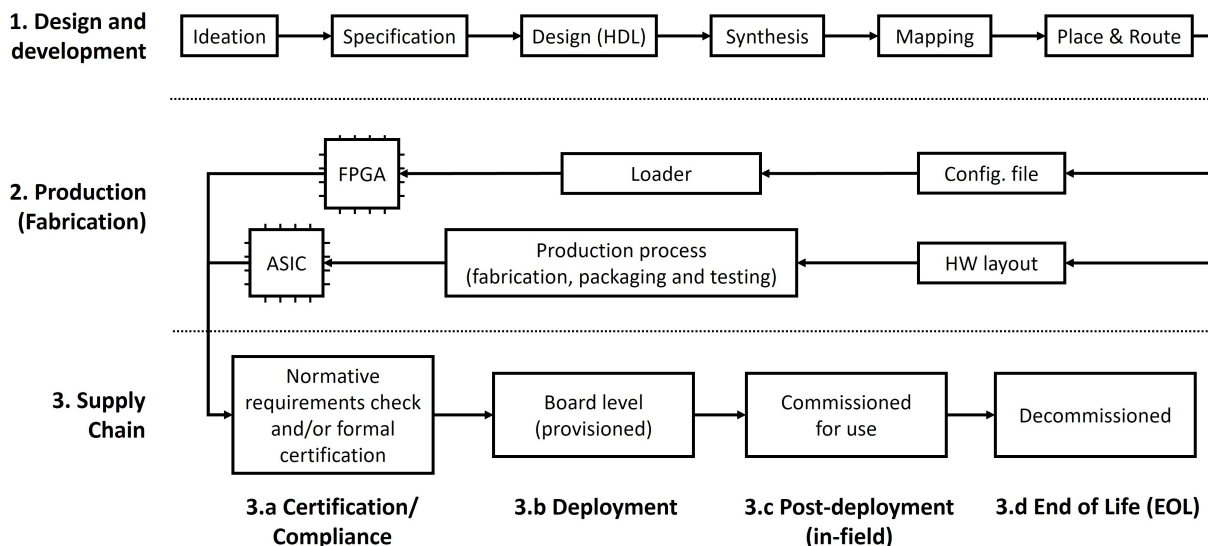 1. Design and
development
Ideation
Specification
Design (HDL)
Synthesis
Mapping
Place & Route
2. Production
(Fabrication)
FPGA
Loader
Config. file
ASIC
Production process
(fabrication, packaging and testing)
HW layout
3. Supply
Chain
Normative
requirements check
and/or formal
certification
Board level
(provisioned)
Commissioned
for use
Decommissioned
3.a Certification/
Compliance
3.b Deployment
3.c Post-deployment
(in-field)
3.d End of Life (EOL)